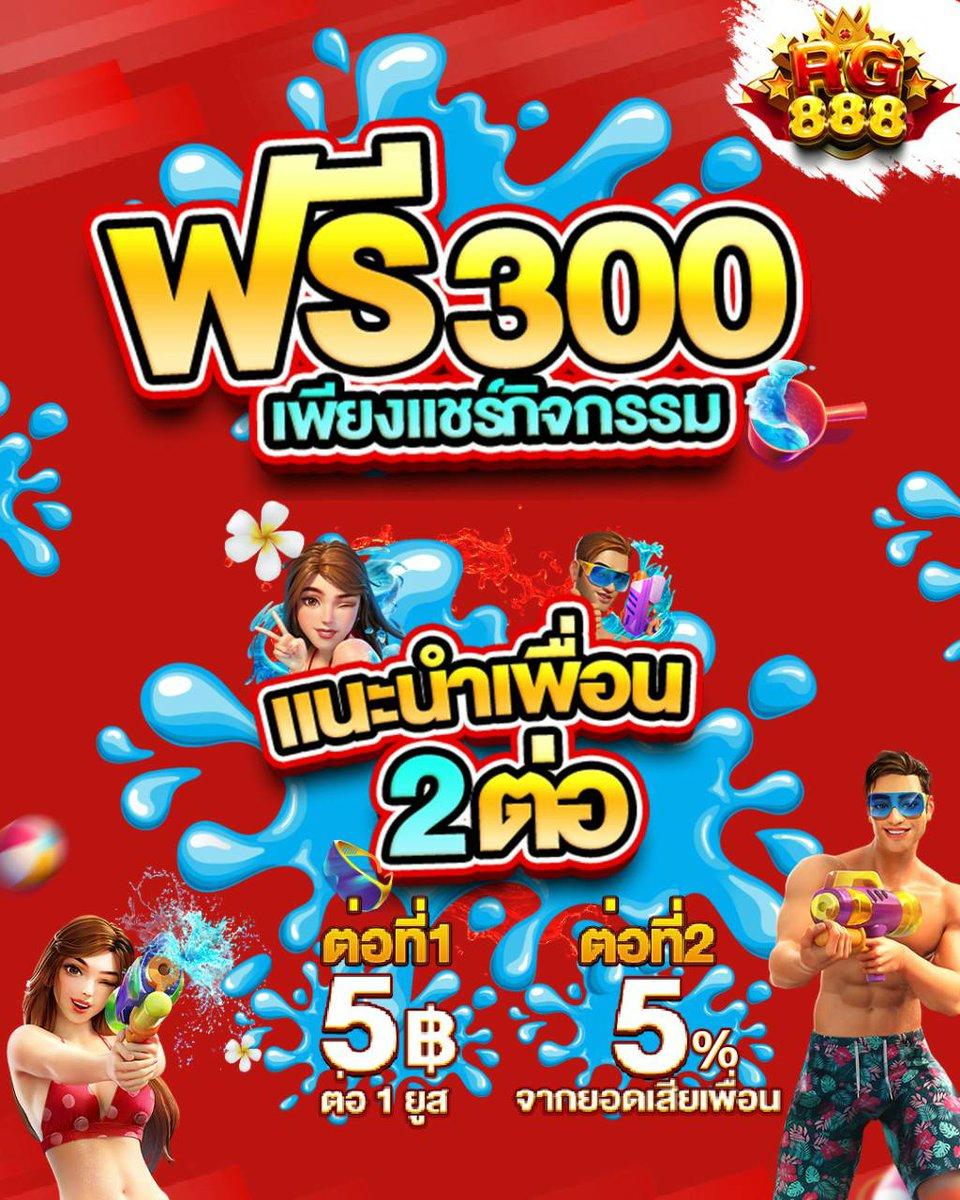 RG
888
ฟรี 300
เพียงแชร์กิจกรรม
แนะนำเพื่อน
2 ต่อ
ต่อที่1
5฿
ต่อ 1 ยูส
ต่อที่2
5%
จากยอดเสียเพื่อน